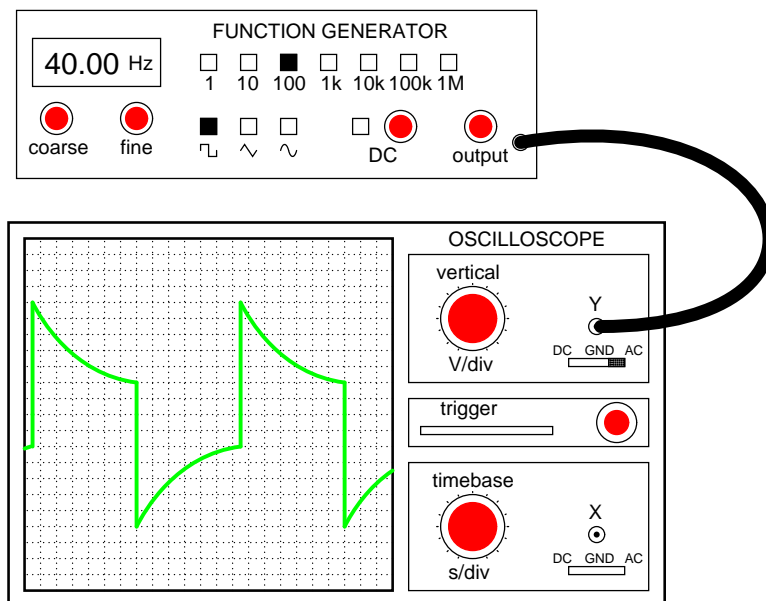 FUNCTION GENERATOR
40.00 Hz
1 10 100 1k 10k 100k 1M
coarse fine DC output
OSCILLOSCOPE
vertical
Y
DC GND AC
V/div
trigger
timebase
X
DC GND AC
s/div